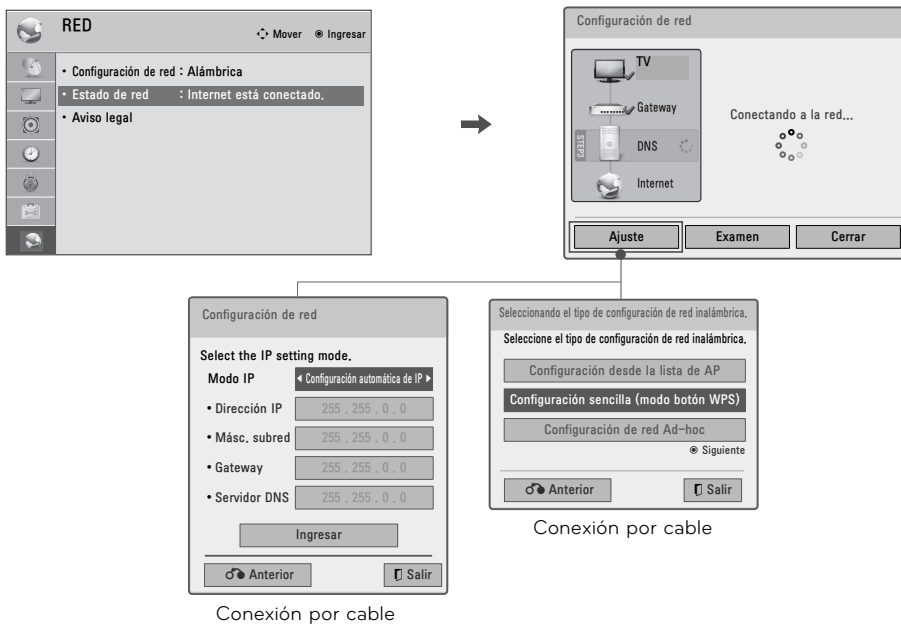 RED
Mover Ingresar
• Configuración de red : Alámbrica
• Estado de red : Internet está conectado.
• Aviso legal
Configuración de red
TV
Gateway
STEP3
DNS
Internet
Conectando a la red...
Ajuste Examen Cerrar
Configuración de red
Select the IP setting mode.
Modo IP ◀ Configuración automática de IP ▶
• Dirección IP 255 . 255 . 0 . 0
• Másc. subred 255 . 255 . 0 . 0
• Gateway 255 . 255 . 0 . 0
• Servidor DNS 255 . 255 . 0 . 0
Ingresar
Anterior Salir
Conexión por cable
Seleccionando el tipo de configuración de red inalámbrica.
Seleccione el tipo de configuración de red inalámbrica.
Configuración desde la lista de AP
Configuración sencilla (modo botón WPS)
Configuración de red Ad-hoc
Siguiente
Anterior Salir
Conexión por cable